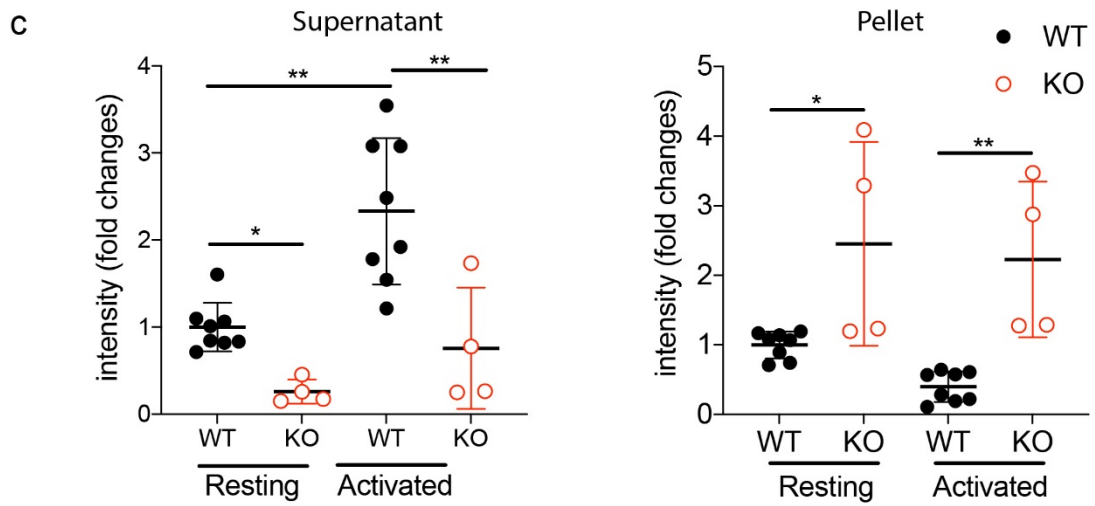 c
Supernatant
intensity (fold changes)
4
3
2
1
0
**
**
*
WT
KO
WT
KO
Resting
Activated
Pellet
WT
KO
intensity (fold changes)
5
4
3
2
1
0
*
**
WT
KO
WT
KO
Resting
Activated